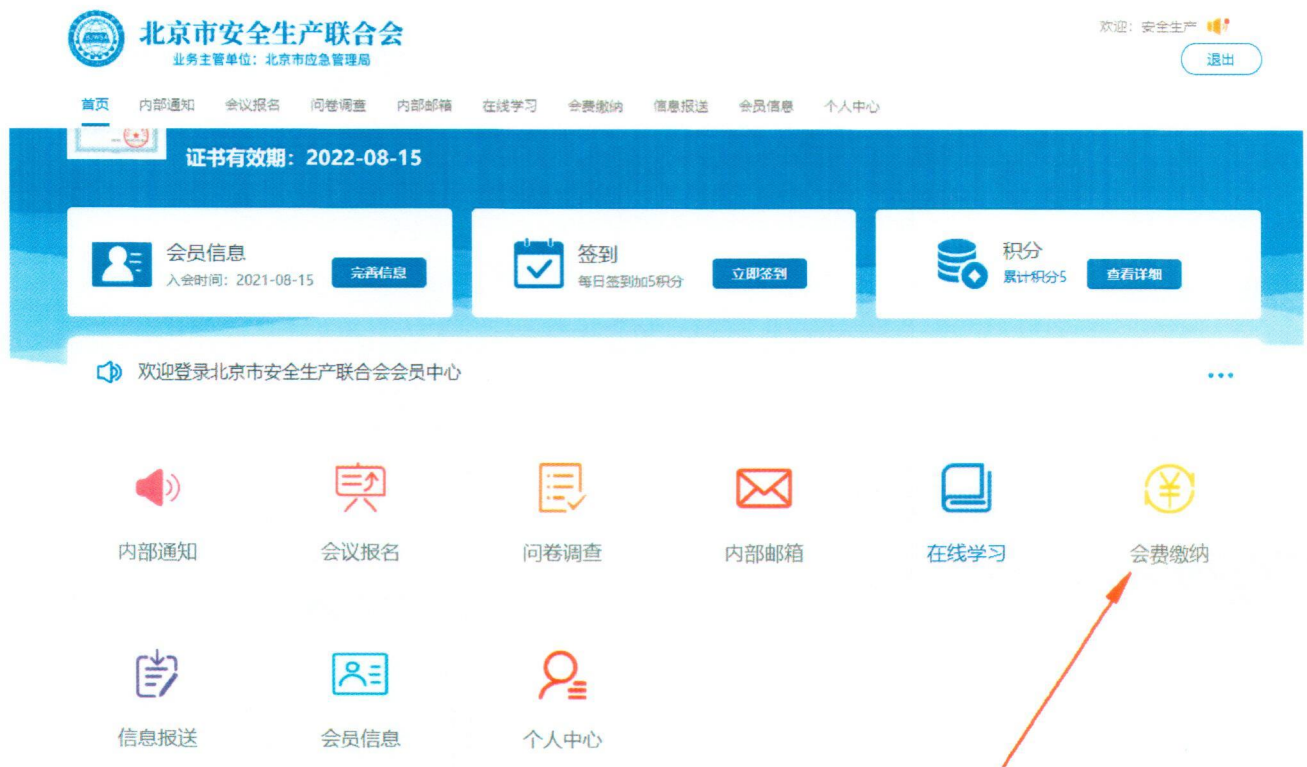 北京市安全生产联合会
业务主管单位：北京市应急管理局
欢迎：安全生产
退出
首页 内部通知 会议报名 问卷调查 内部邮箱 在线学习 会费缴纳 信息报送 会员信息 个人中心
证书有效期：2022-08-15
会员信息
入会时间：2021-08-15
完善信息
签到
每日签到加5积分
立即签到
积分
累计积分5
查看详细
欢迎登录北京市安全生产联合会会员中心
内部通知 会议报名 问卷调查 内部邮箱 在线学习 会费缴纳
信息报送 会员信息 个人中心